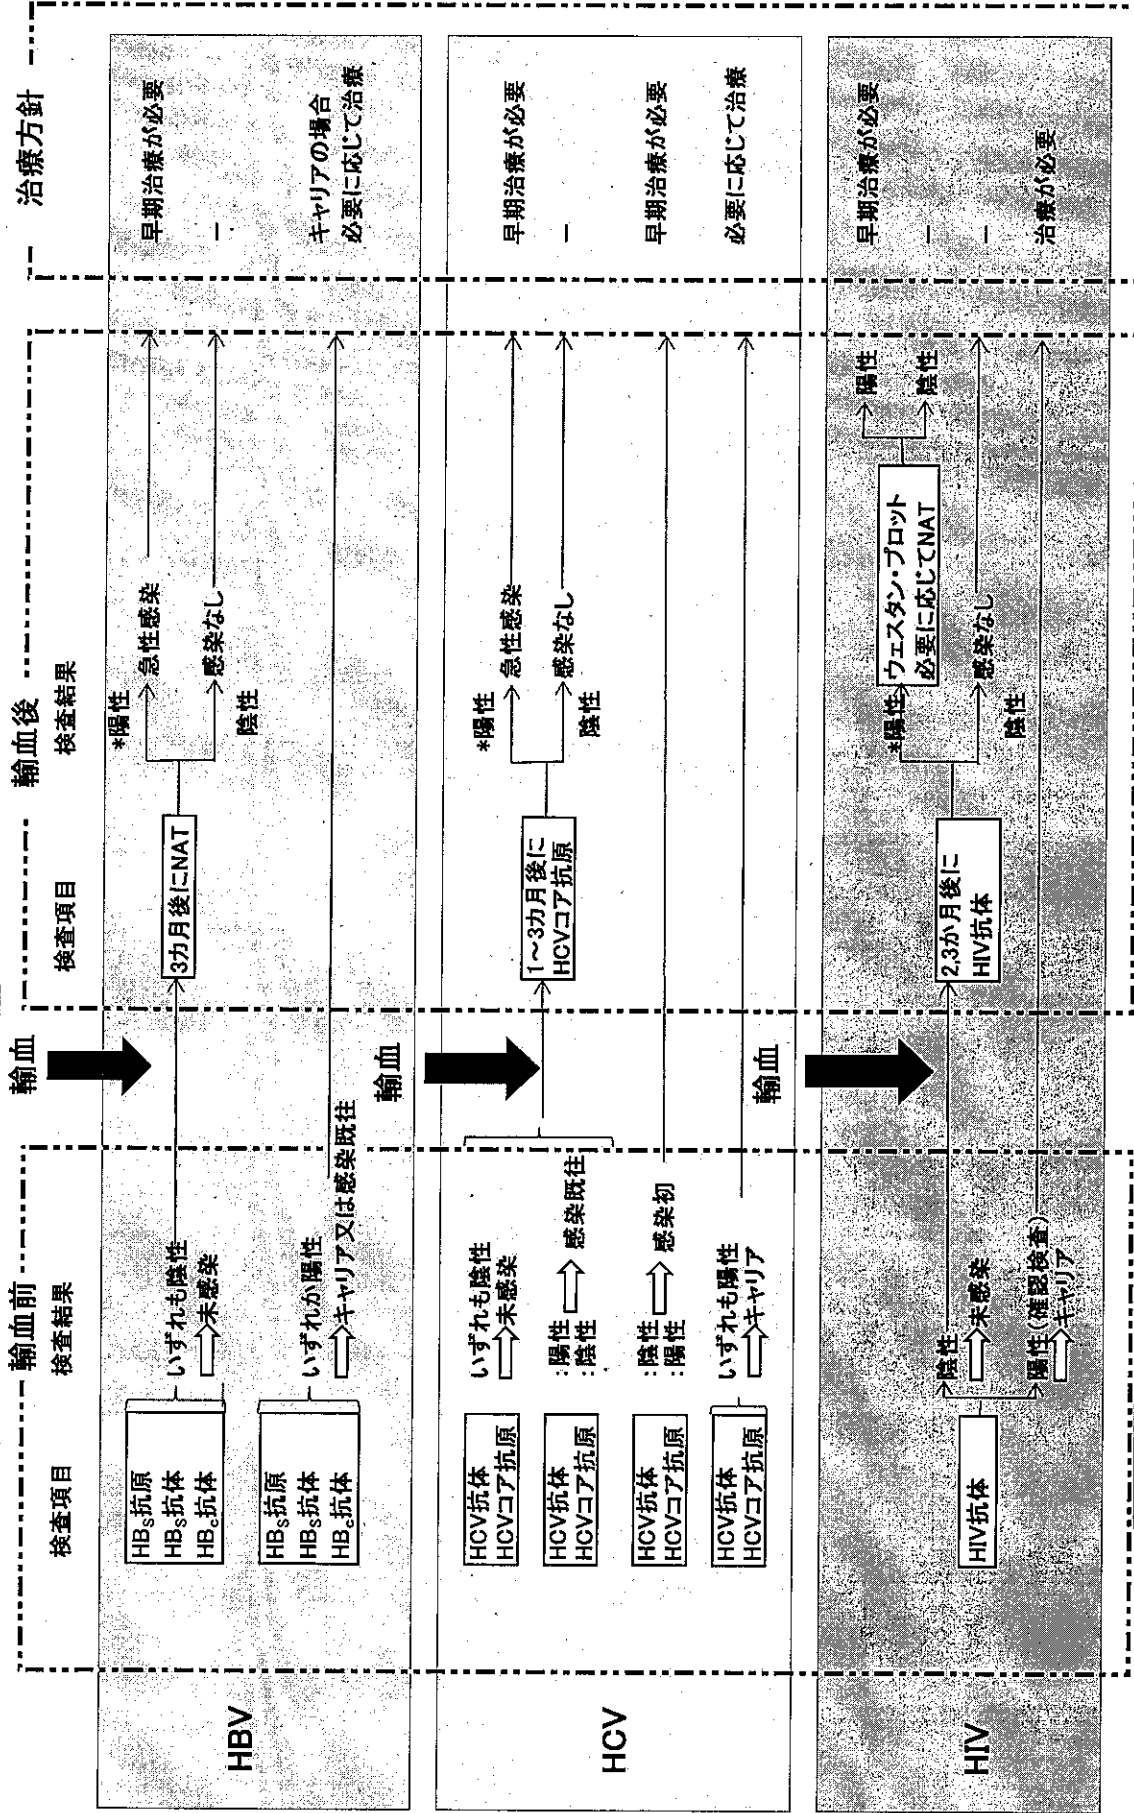 輸血前
輸血
輸血後
治療方針
検査項目
検査結果
検査項目
検査結果
HBV
HBs抗原
HBs抗体
HBc抗体
いずれも陰性
未感染
3カ月後にNAT
*陽性
急性感染
早期治療が必要
感染なし
陰性
–
HBs抗原
HBs抗体
HBc抗体
いずれか陽性
キャリア又は感染既往
キャリアの場合
必要に応じて治療
輸血
HCV
HCV抗体
HCVコア抗原
いずれも陰性
未感染
HCV抗体
HCVコア抗原
:陽性
:陰性
感染既往
1～3カ月後に
HCVコア抗原
*陽性
急性感染
早期治療が必要
感染なし
陰性
–
HCV抗体
HCVコア抗原
:陰性
:陽性
感染初
早期治療が必要
HCV抗体
HCVコア抗原
いずれも陽性
キャリア
必要に応じて治療
輸血
HIV
HIV抗体
陰性
未感染
2,3か月後に
HIV抗体
*陽性
ウェスタン・ブロット
必要に応じてNAT
陽性
早期治療が必要
陰性
–
感染なし
陰性
–
陽性(確認検査)
キャリア
治療が必要